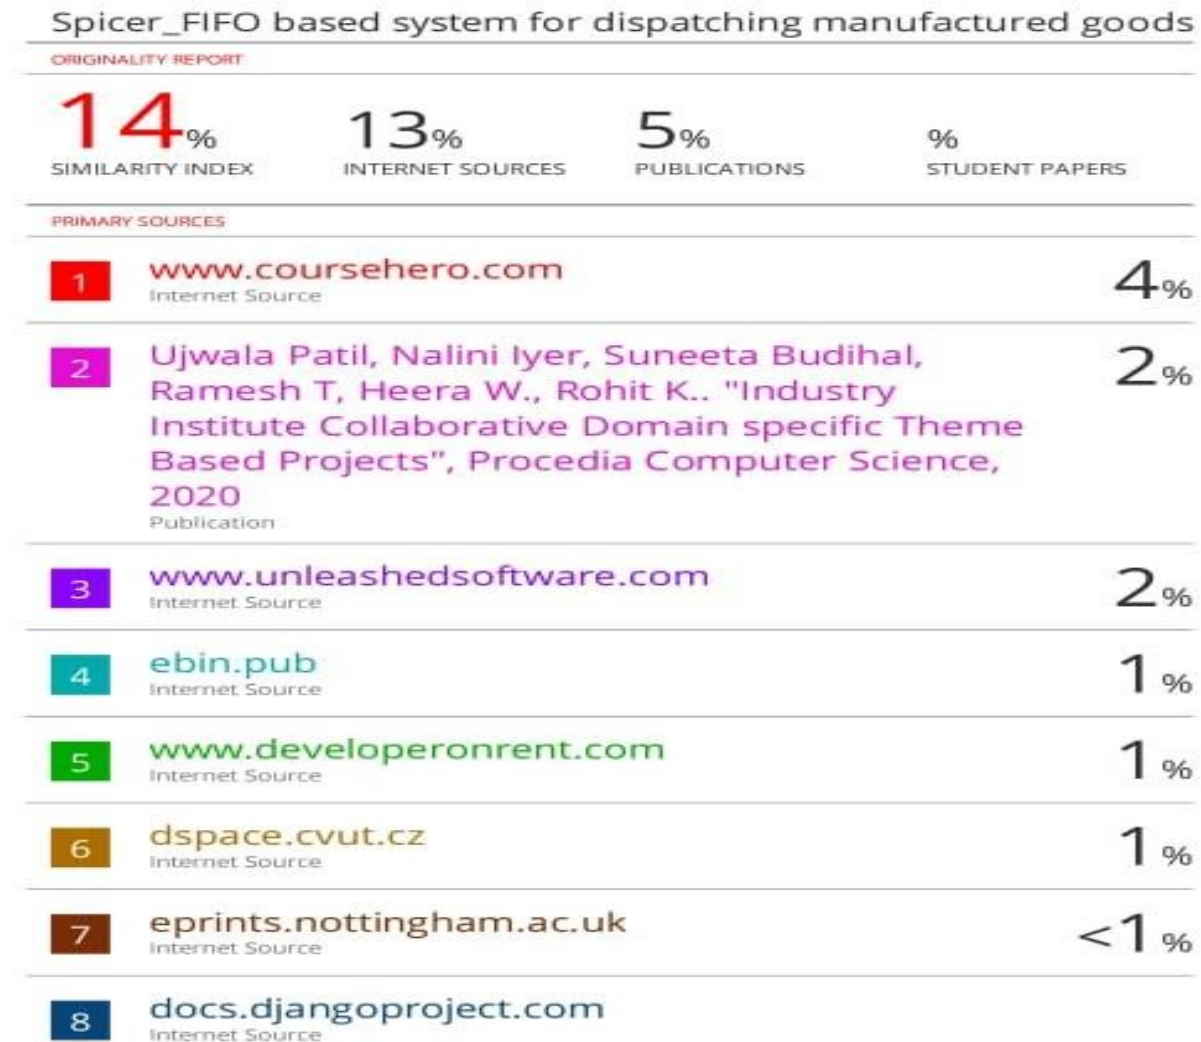 Spicer_FIFO based system for dispatching manufactured goods
ORIGINALITY REPORT
14%
13%
5%
%
SIMILARITY INDEX
INTERNET SOURCES
PUBLICATIONS
STUDENT PAPERS
PRIMARY SOURCES
1
www.coursehero.com
Internet Source
4%
2
Ujwala Patil, Nalini Iyer, Suneeta Budihal,
Ramesh T, Heera W., Rohit K.. "Industry
Institute Collaborative Domain specific Theme
Based Projects", Procedia Computer Science,
2020
Publication
2%
3
www.unleashedsoftware.com
Internet Source
2%
4
ebin.pub
Internet Source
1%
5
www.developeronrent.com
Internet Source
1%
6
dspace.cvut.cz
Internet Source
1%
7
eprints.nottingham.ac.uk
Internet Source
<1%
8
docs.djangoproject.com
Internet Source